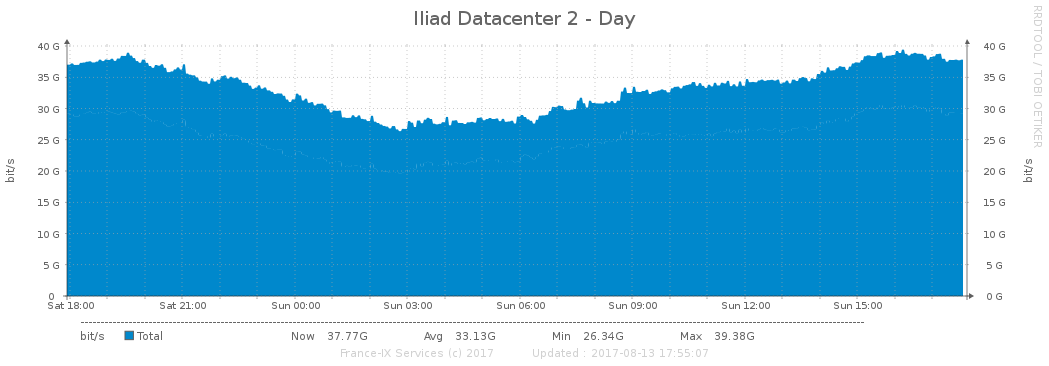 Iliad Datacenter 2 - Day
RRDTOOL / TOBI OETIKER
bit/s
40 G 40 G
35 G 35 G
30 G 30 G
25 G 25 G
20 G 20 G
15 G 15 G
10 G 10 G
5 G 5 G
0 0 G
bit/s
Sat 18:00 Sat 21:00 Sun 00:00 Sun 03:00 Sun 06:00 Sun 09:00 Sun 12:00 Sun 15:00
bit/s Total Now 37.77G Avg 33.13G Min 26.34G Max 39.38G
France-IX Services (c) 2017 Updated : 2017-08-13 17:55:07